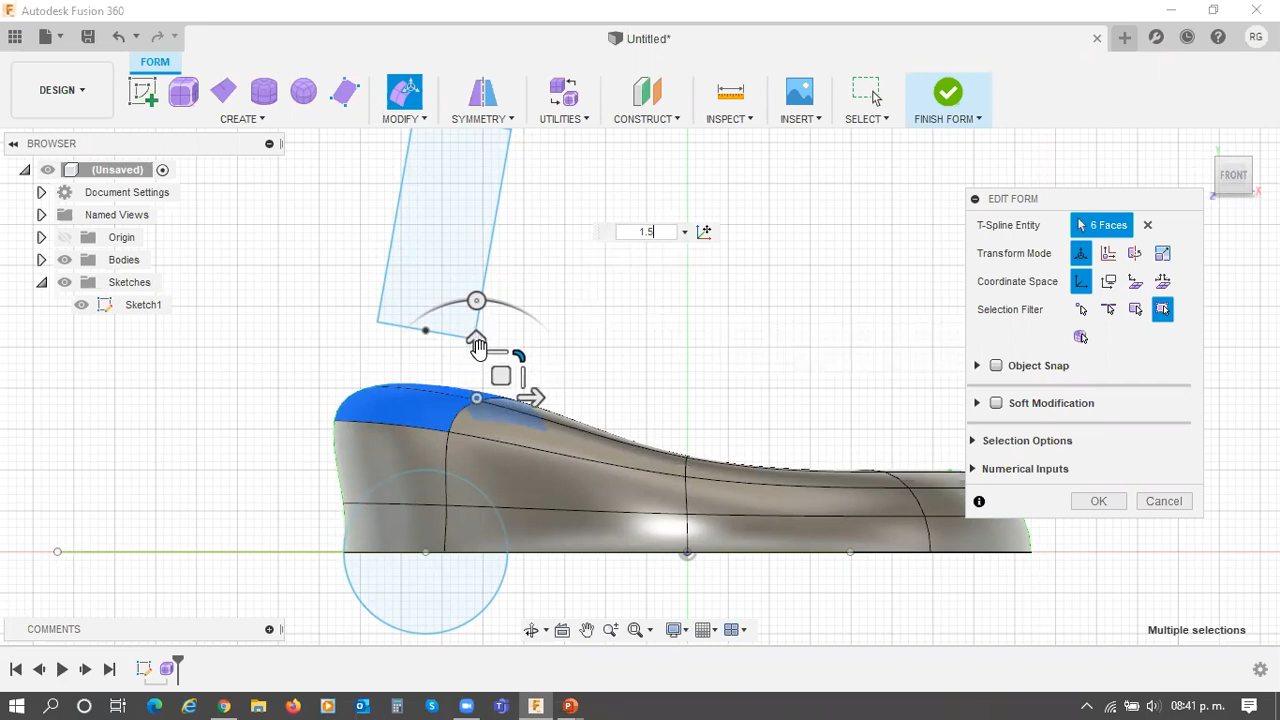 Autodesk Fusion 360
Untitled*
RG
FORM
DESIGN
CREATE
MODIFY
SYMMETRY
UTILITIES
CONSTRUCT
INSPECT
INSERT
SELECT
FINISH FORM
BROWSER
(Unsaved)
Document Settings
Named Views
Origin
Bodies
Sketches
Sketch1
1.5
FRONT
Y
X
Z
EDIT FORM
T-Spline Entity
6 Faces
Transform Mode
Coordinate Space
Selection Filter
Object Snap
Soft Modification
Selection Options
Numerical Inputs
OK
Cancel
COMMENTS
Multiple selections
08:41 p. m.